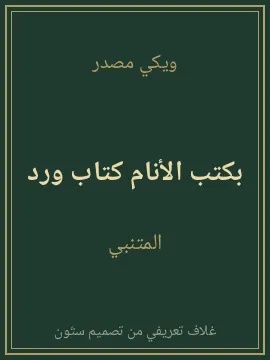 ويكي مصدر
بكتب الأنام كتاب ورد
المتنبي
غلاف تعريفي من تصميم سثون